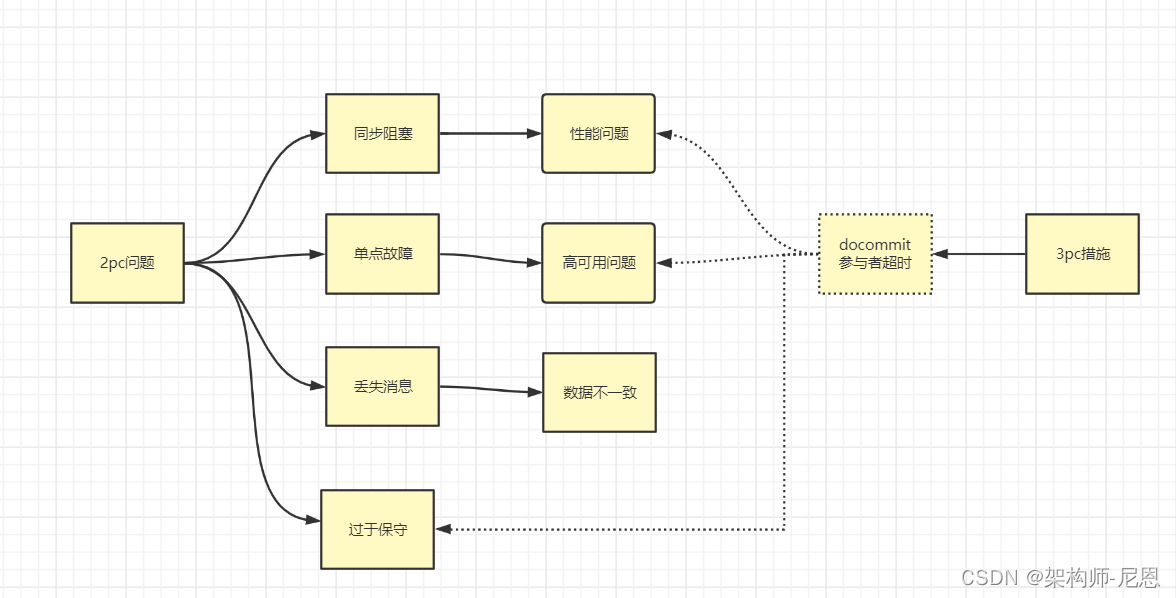 同步阻塞
性能问题
2pc问题
单点故障
高可用问题
docommit
参与者超时
3pc措施
丢失消息
数据不一致
过于保守
CSDN @架构师-尼恩